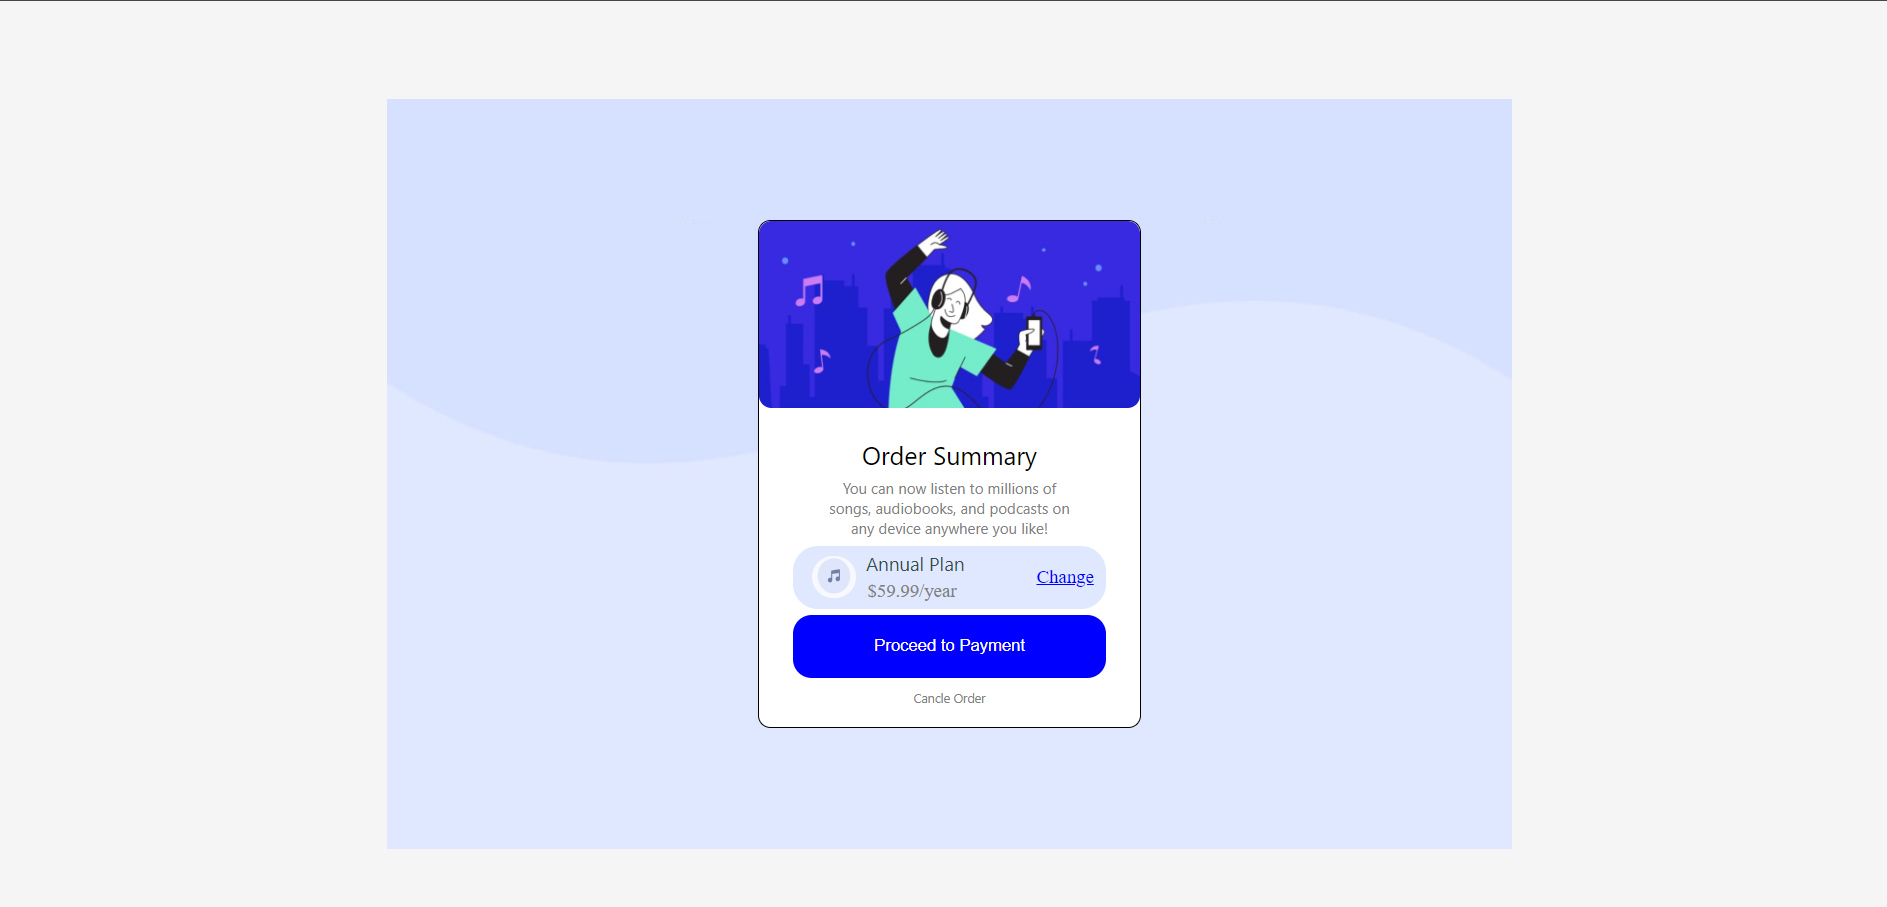 Order Summary
You can now listen to millions of
songs, audiobooks, and podcasts on
any device anywhere you like!
Annual Plan
$59.99/year
Change
Proceed to Payment
Cancle Order